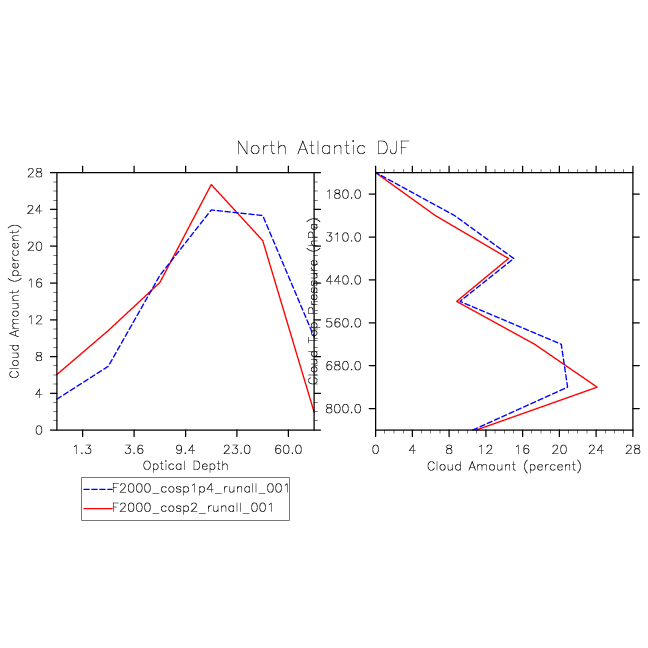 North Atlantic DJF
Cloud Amount (percent)
28
24
20
16
12
8
4
0
1.3 3.6 9.4 23.0 60.0
Optical Depth
Cloud Top Pressure (hPa)
180.0
310.0
440.0
560.0
680.0
800.0
0 4 8 12 16 20 24 28
Cloud Amount (percent)
F2000_cosp1p4_runall_001
F2000_cosp2_runall_001